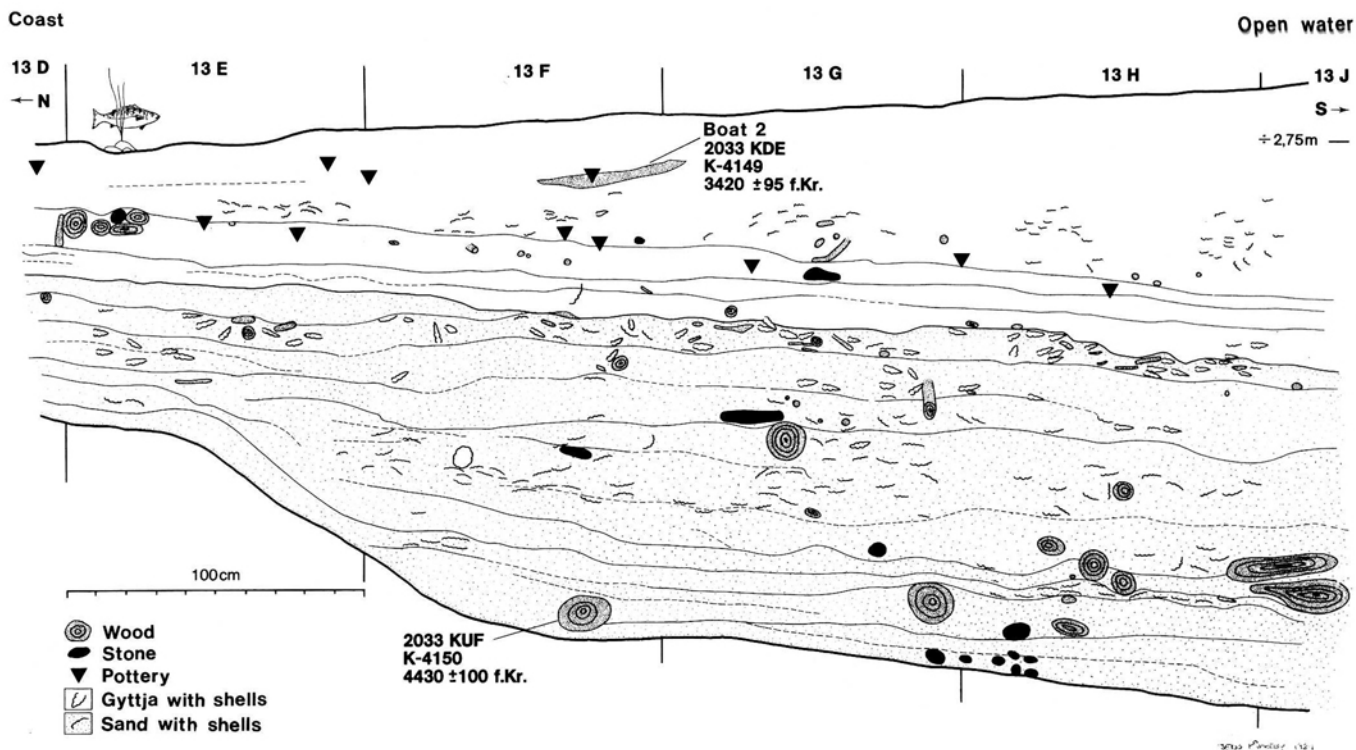 Coast
Open water
13 D
13 E
13 F
13 G
13 H
13 J
←N
S→
÷2,75m
Boat 2
2033 KDE
K-4149
3420 ±95 f.Kr.
100cm
2033 KUF
K-4150
4430 ±100 f.Kr.
Wood
Stone
Pottery
Gyttja with shells
Sand with shells